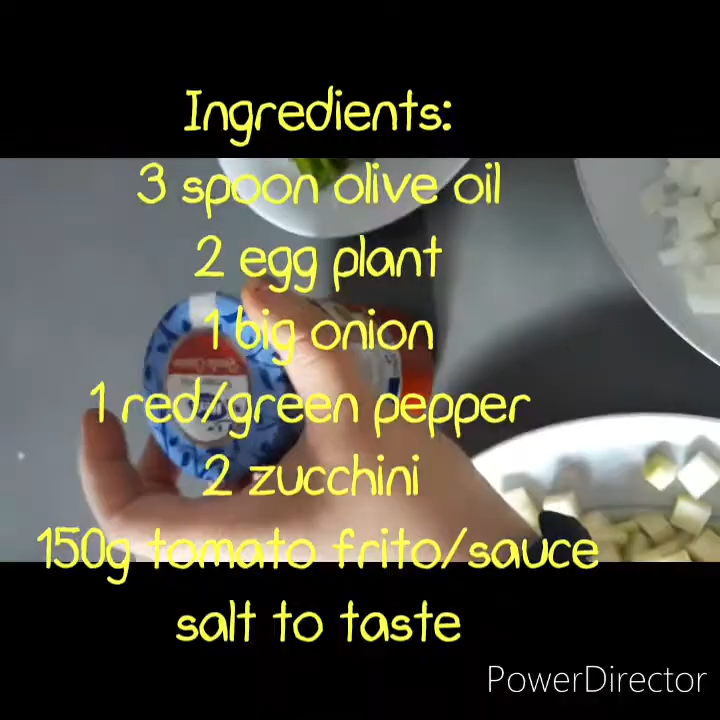 Ingredients:
3 spoon olive oil
2 egg plant
1 big onion
1 red/green pepper
2 zucchini
150g tomato frito/sauce
salt to taste
PowerDirector